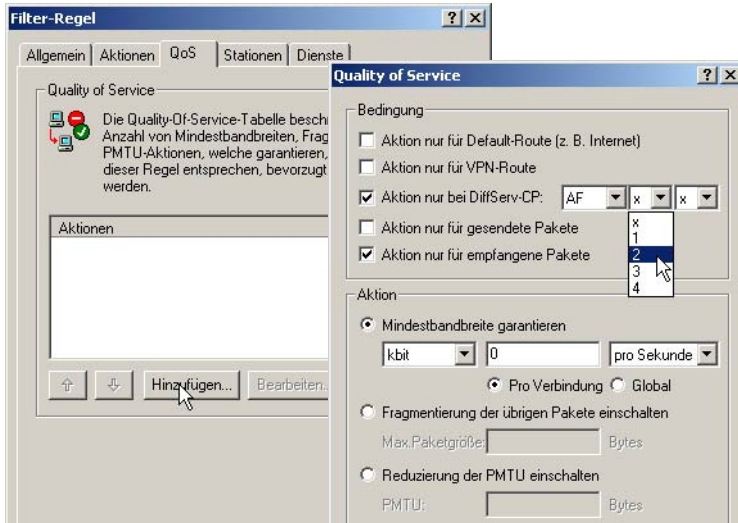 Filter-Regel
Allgemein Aktionen QoS Stationen Dienste
Quality of Service
Die Quality-Of-Service-Tabelle besch
Anzahl von Mindestbandbreiten, Frag
PMTU-Aktionen, welche garantieren,
dieser Regel entsprechen, bevorzugt
werden.
Aktionen
Hinzufügen... Bearbeiten..
Quality of Service
Bedingung
Aktion nur für Default-Route (z. B. Internet)
Aktion nur für VPN-Route
Aktion nur bei DiffServ-CP: AF x x
Aktion nur für gesendete Pakete
Aktion nur für empfangene Pakete
x
1
2
3
4
Aktion
Mindestbandbreite garantieren
kbit 0 pro Sekunde
Pro Verbindung Global
Fragmentierung der übrigen Pakete einschalten
Max.Paketgröße: Bytes
Reduzierung der PMTU einschalten
PMTU: Bytes